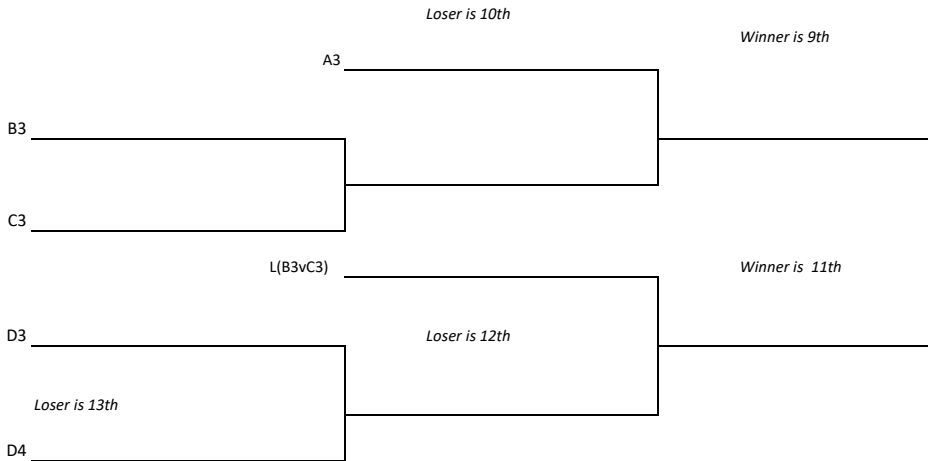 Loser is 10th
Winner is 9th
A3
B3
C3
L(B3vC3)
Winner is  11th
D3
Loser is 12th
Loser is 13th
D4